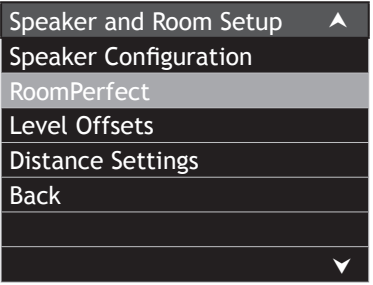 Speaker and Room Setup
Speaker Configuration
RoomPerfect
Level Offsets
Distance Settings
Back